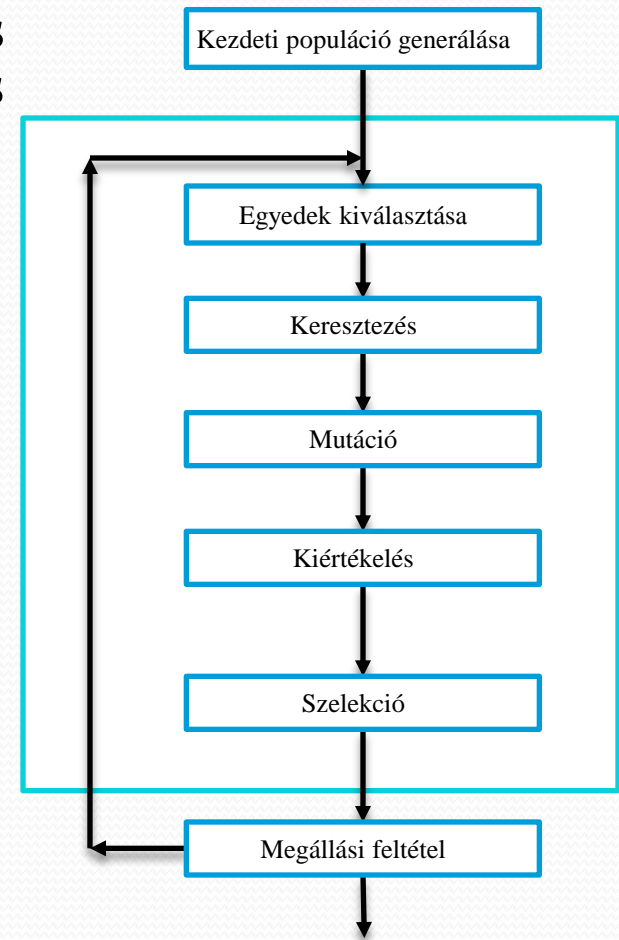 s
s
Kezdeti populáció generálása
Egyedek kiválasztása
Keresztezés
Mutáció
Kiértékelés
Szelekció
Megállási feltétel